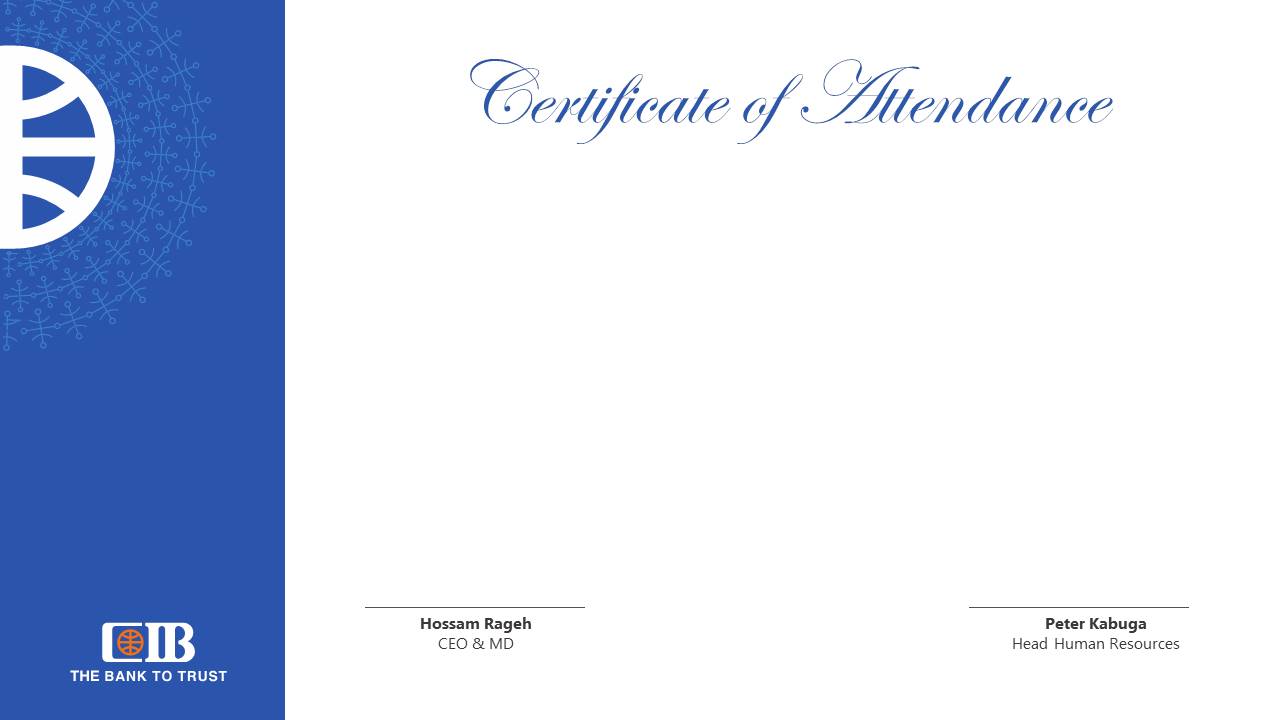 Certificate of Attendance
Hossam Rageh
CEO & MD
Peter Kabuga
Head Human Resources
CIB
THE BANK TO TRUST